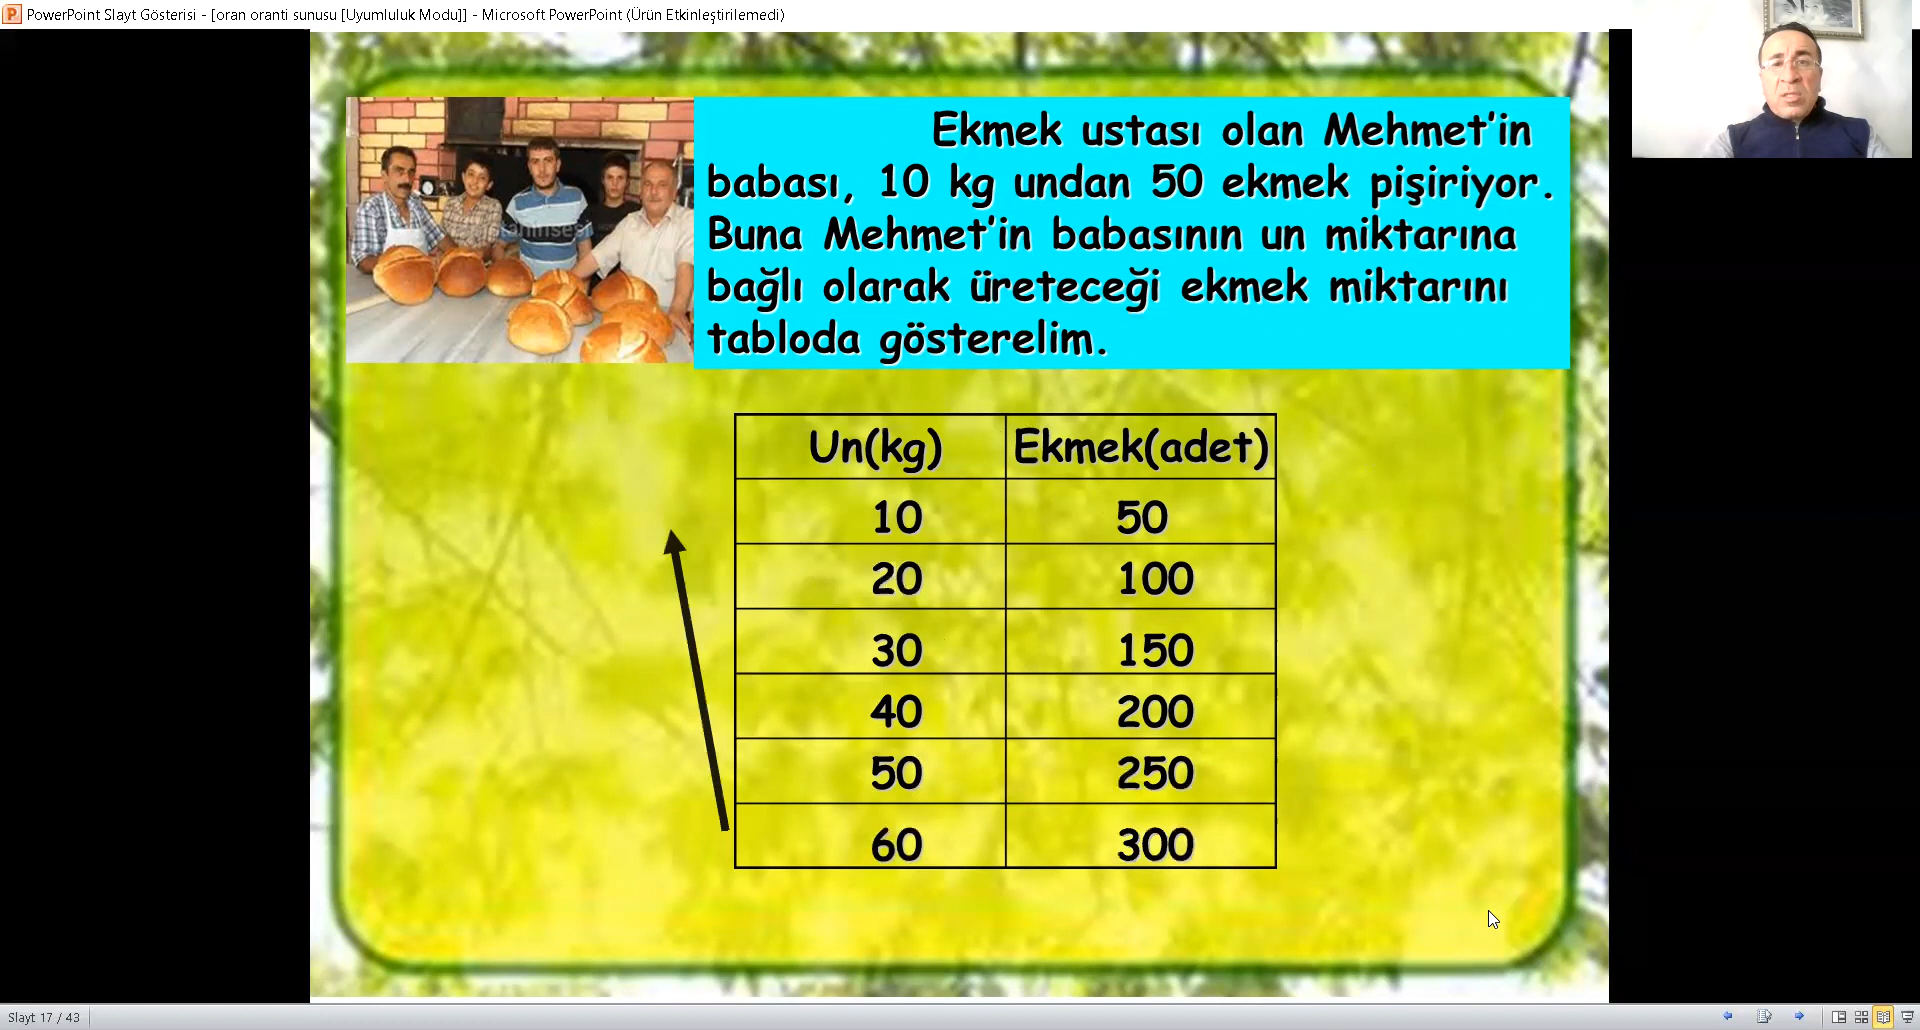 PowerPoint Slayt Gösterisi - [oran oranti sunusu [Uyumluluk Modu]] - Microsoft PowerPoint (Ürün Etkinleştirilemedi)
Ekmek ustası olan Mehmet'in
babası, 10 kg undan 50 ekmek pişiriyor.
Buna Mehmet'in babasının un miktarına
bağlı olarak üreteceği ekmek miktarını
tabloda gösterelim.
Un(kg) Ekmek(adet)
10 50
20 100
30 150
40 200
50 250
60 300
Slayt 17 / 43